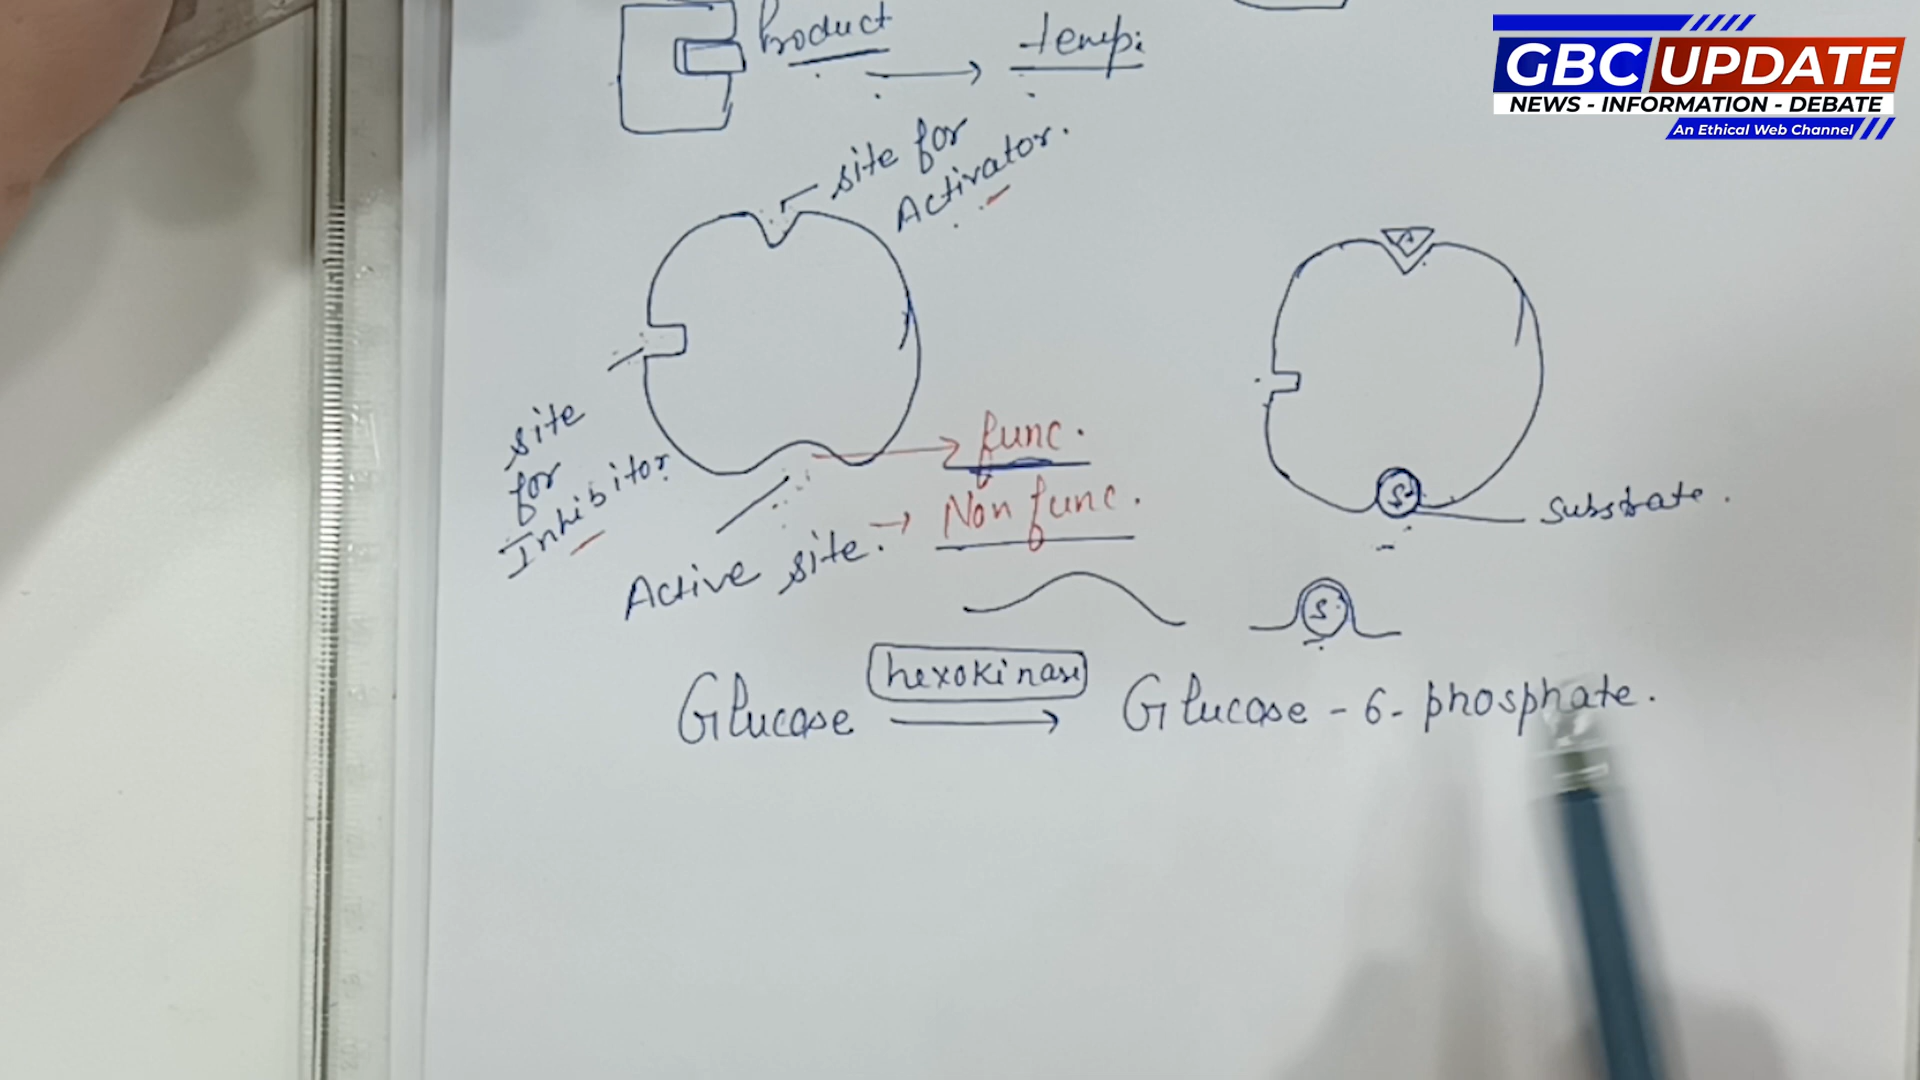 Product → temp:
GBC UPDATE
NEWS - INFORMATION - DEBATE
An Ethical Web Channel
site for
Activator.
site
for
Inhibitor.
func.
Active site. → Non func.
S
Substrate.
S
hexokinase
Glucose → Glucose - 6 - phosphate.